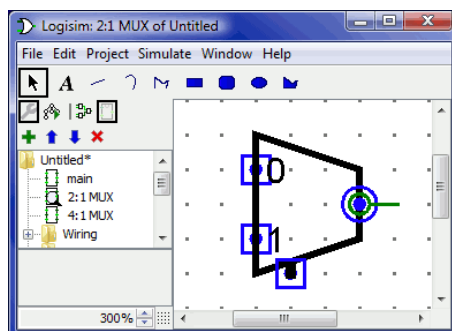 Logisim: 2:1 MUX of Untitled
File Edit Project Simulate Window Help
A
Untitled*
main
2:1 MUX
4:1 MUX
Wiring
0
1
300%